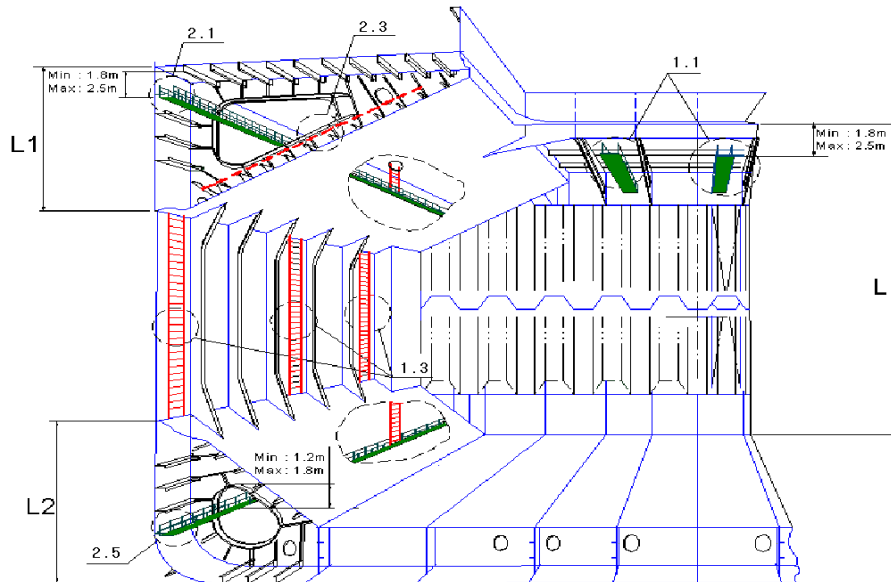 2.1
2.3
1.1
Min : 1.8m
Max: 2.5m
L1
Min : 1.8m
Max: 2.5m
L
1.3
Min : 1.2m
Max: 1.8m
L2
2.5